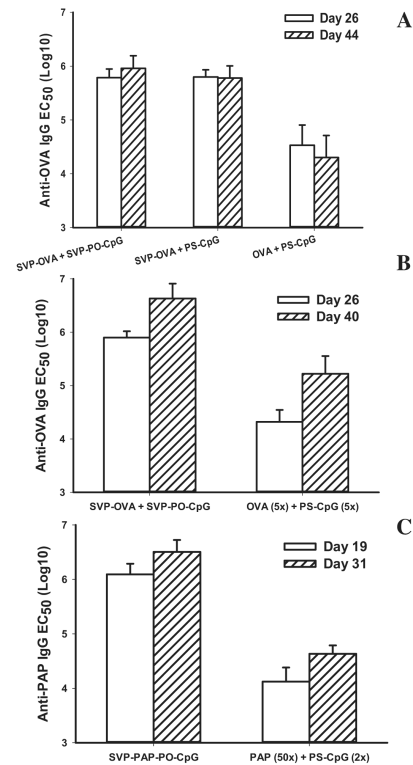 A
Day 26
Day 44
Anti-OVA IgG EC50 (Log10)
7
6
5
4
3
SVP-OVA + SVP-PO-CpG
SVP-OVA + PS-CpG
OVA + PS-CpG
B
Day 26
Day 40
Anti-OVA IgG EC50 (Log10)
7
6
5
4
3
SVP-OVA + SVP-PO-CpG
OVA (5x) + PS-CpG (5x)
C
Day 19
Day 31
Anti-PAP IgG EC50 (Log10)
7
6
5
4
3
SVP-PAP-PO-CpG
PAP (50x) + PS-CpG (2x)